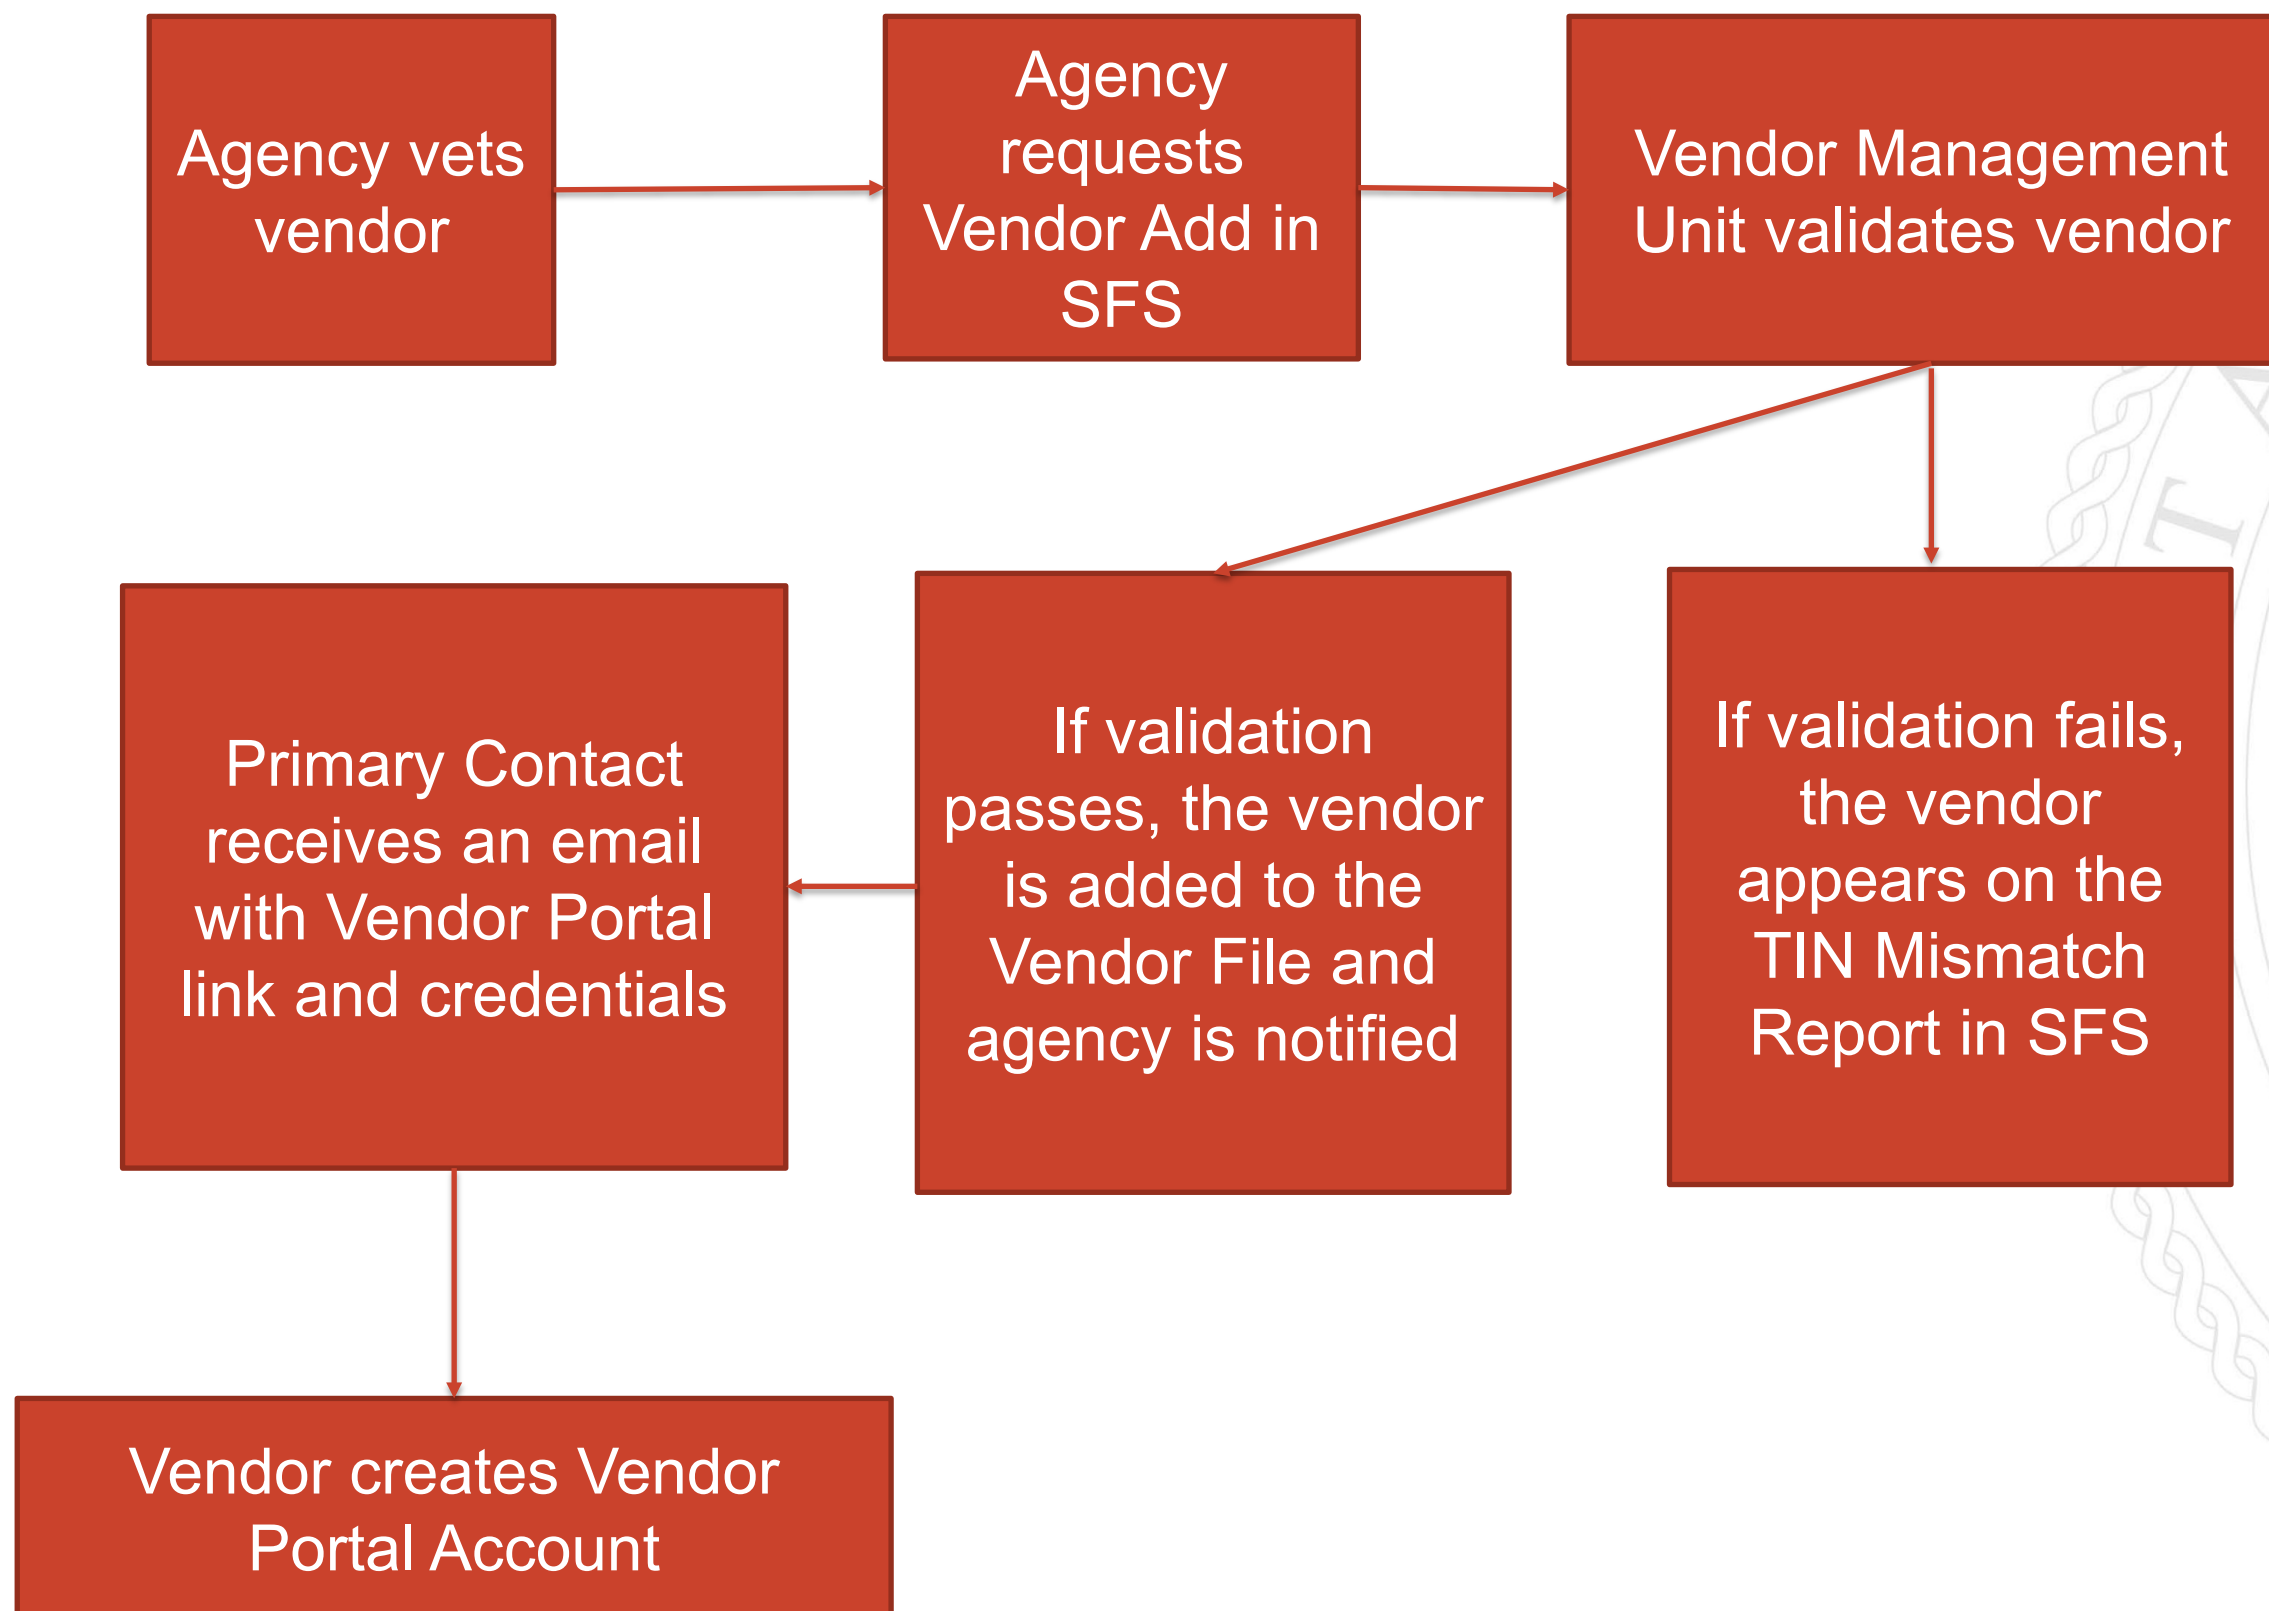 Agency vets
vendor
Agency
requests
Vendor Add in
SFS
Vendor Management
Unit validates vendor
Primary Contact
receives an email
with Vendor Portal
link and credentials
If validation
passes, the vendor
is added to the
Vendor File and
agency is notified
If validation fails,
the vendor
appears on the
TIN Mismatch
Report in SFS
Vendor creates Vendor
Portal Account
T A